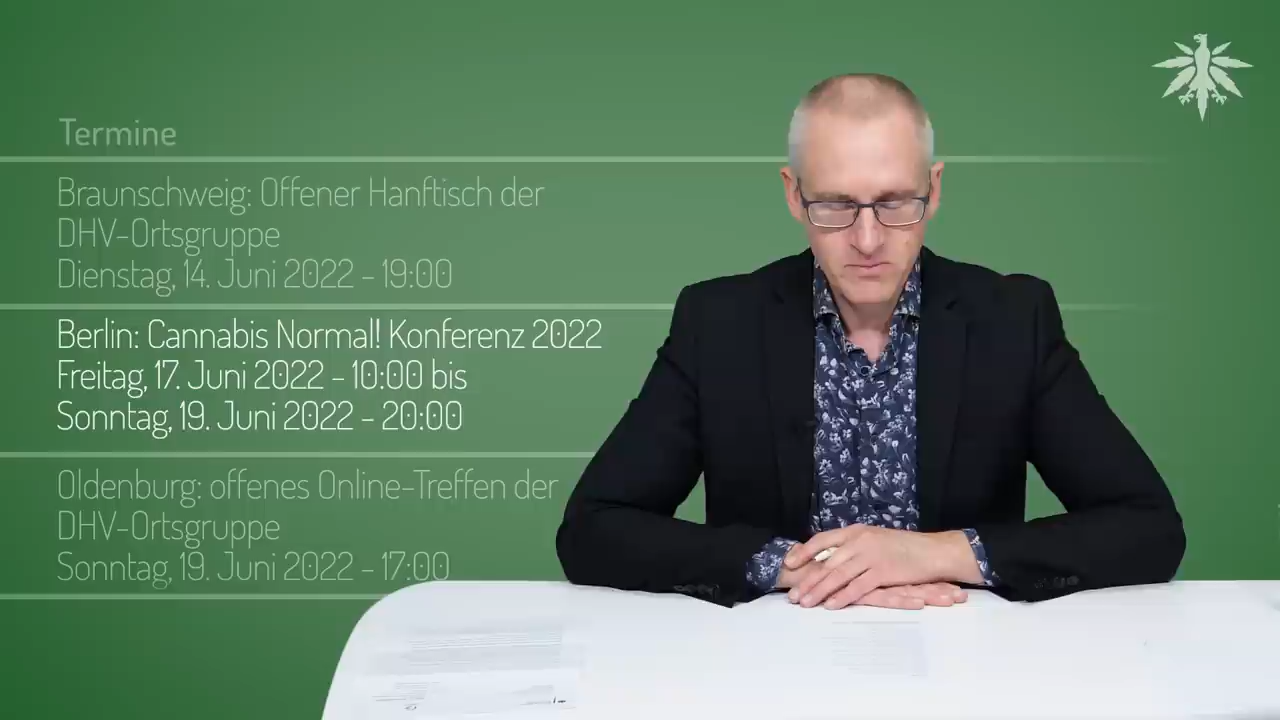 Termine
Braunschweig: Offener Hanftisch der
DHV-Ortsgruppe
Dienstag, 14. Juni 2022 - 19:00
Berlin: Cannabis Normal! Konferenz 2022
Freitag, 17. Juni 2022 - 10:00 bis
Sonntag, 19. Juni 2022 - 20:00
Oldenburg: offenes Online-Treffen der
DHV-Ortsgruppe
Sonntag, 19. Juni 2022 - 17:00